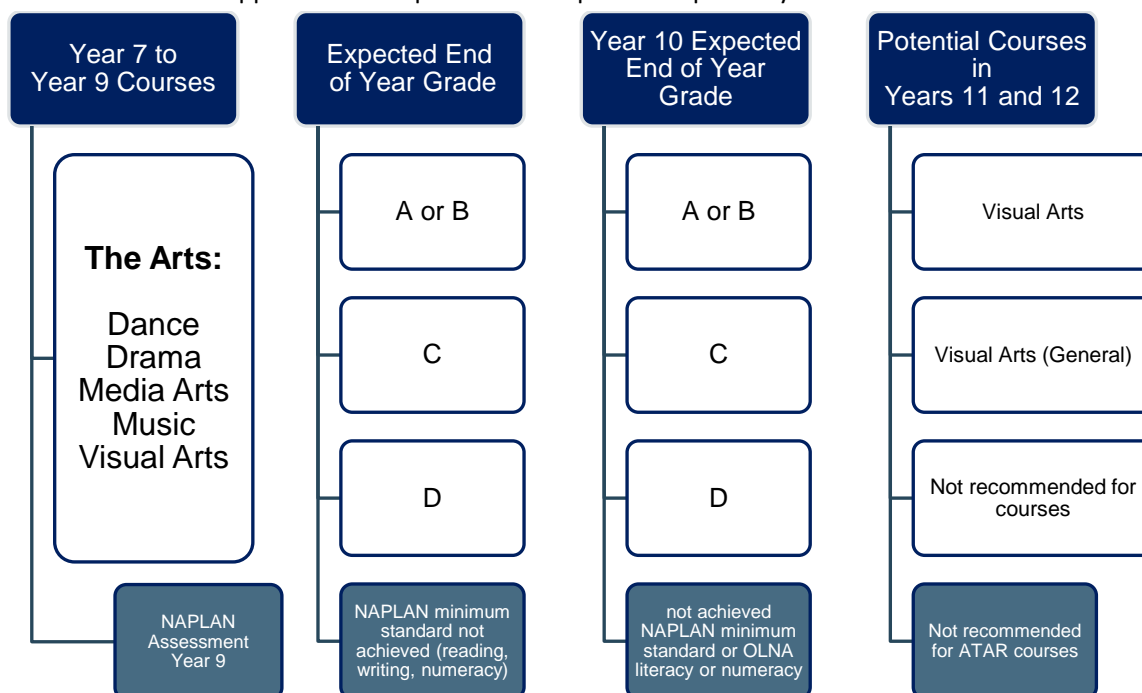 Year 7 to
Year 9 Courses
The Arts:
Dance
Drama
Media Arts
Music
Visual Arts
NAPLAN
Assessment
Year 9
Expected End
of Year Grade
A or B
C
D
NAPLAN minimum
standard not
achieved (reading,
writing, numeracy)
Year 10 Expected
End of Year
Grade
A or B
C
D
not achieved
NAPLAN minimum
standard or OLNA
literacy or numeracy
Potential Courses
in
Years 11 and 12
Visual Arts
Visual Arts (General)
Not recommended for
courses
Not recommended
for ATAR courses